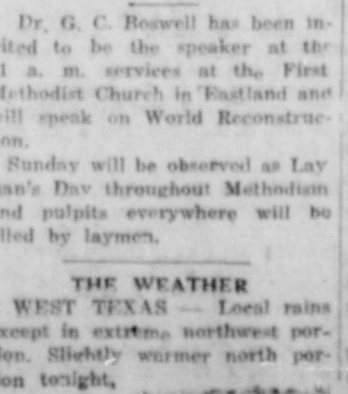 Dr. G. C. Boswell has been in-
ited to be the speaker at the
1 a. m. services at the First
Methodist Church in Eastland and
will speak on World Reconstruc-
on.
Sunday will be observed as Lay
an's Day throughout Methodism
nd pulpits everywhere will be
lled by laymen.
THE WEATHER
WEST TEXAS — Local rains
except in extreme northwest por-
ion. Slightly warmer north por-
on tonight.